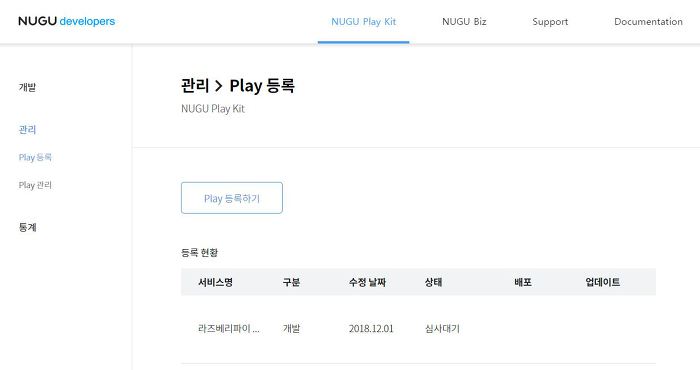 NUGU developers NUGU Play Kit NUGU Biz Support Documentation
개발
관리
Play 등록
Play 관리
통계
관리 > Play 등록
NUGU Play Kit
Play 등록하기
등록 현황
서비스명 구분 수정 날짜 상태 배포 업데이트
라즈베리파이 ... 개발 2018.12.01 심사대기